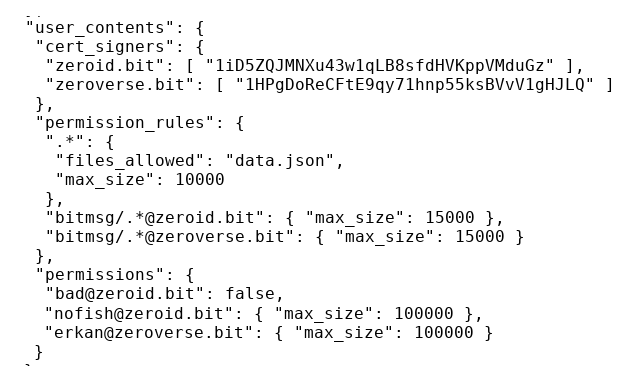 "user_contents": {
"cert_signers": {
"zeroid.bit": [ "1iD5ZQJMNXu43w1qLB8sfdHVKppVMduGz" ],
"zeroverse.bit": [ "1HPgDoReCFtE9qy71hnp55ksBVvV1gHJLQ" ]
},
"permission_rules": {
".*": {
"files_allowed": "data.json",
"max_size": 10000
},
"bitmsg/.*@zeroid.bit": { "max_size": 15000 },
"bitmsg/.*@zeroverse.bit": { "max_size": 15000 }
},
"permissions": {
"bad@zeroid.bit": false,
"nofish@zeroid.bit": { "max_size": 100000 },
"erkan@zeroverse.bit": { "max_size": 100000 }
}